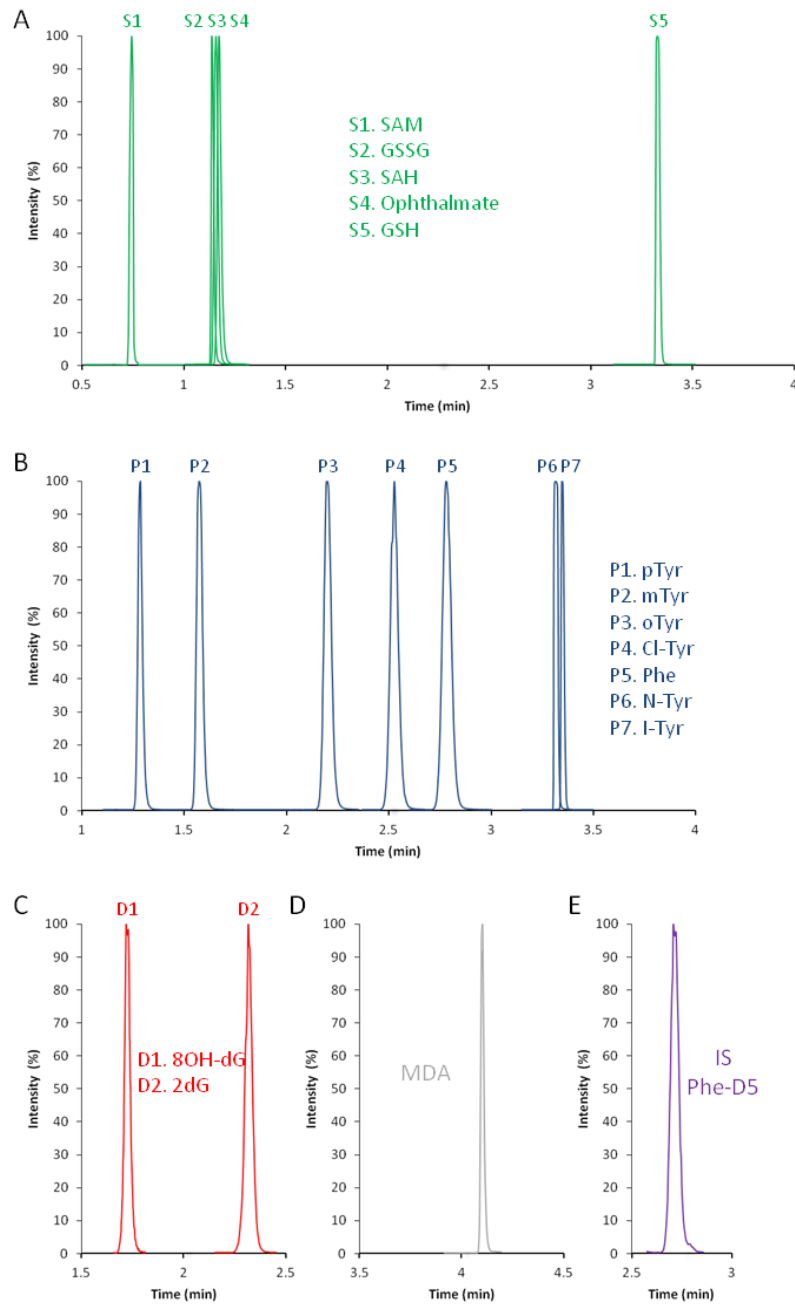 A
S1 S2 S3 S4 S5
100
90
80
70
60
50
40
30
20
10
0
Intensity (%)
S1. SAM
S2. GSSG
S3. SAH
S4. Ophthalmate
S5. GSH
0.5 1 1.5 2 2.5 3 3.5 4
Time (min)
B
P1 P2 P3 P4 P5 P6 P7
100
90
80
70
60
50
40
30
20
10
0
Intensity (%)
P1. pTyr
P2. mTyr
P3. oTyr
P4. Cl-Tyr
P5. Phe
P6. N-Tyr
P7. I-Tyr
1 1.5 2 2.5 3 3.5 4
Time (min)
C
D1 D2
100
90
80
70
60
50
40
30
20
10
0
Intensity (%)
D1. 8OH-dG
D2. 2dG
1.5 2 2.5
Time (min)
D
100
90
80
70
60
50
40
30
20
10
0
Intensity (%)
MDA
3.5 4 4.5
Time (min)
E
100
90
80
70
60
50
40
30
20
10
0
Intensity (%)
IS
Phe-D5
2.5 3
Time (min)